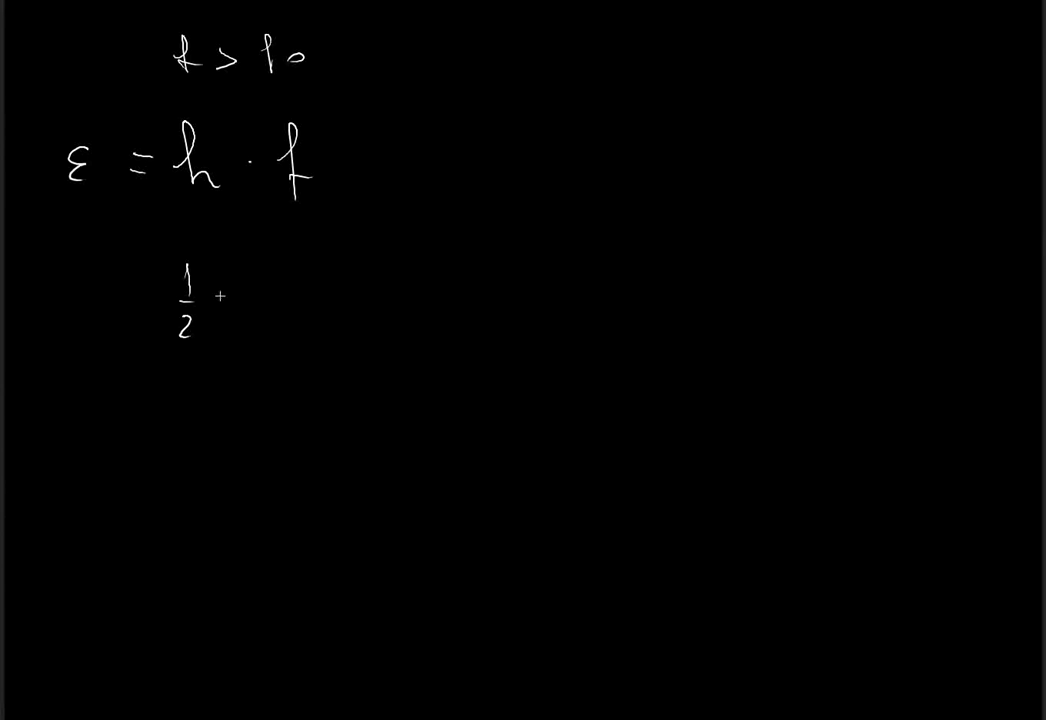 f > f0
ε = h · f
1/2 +